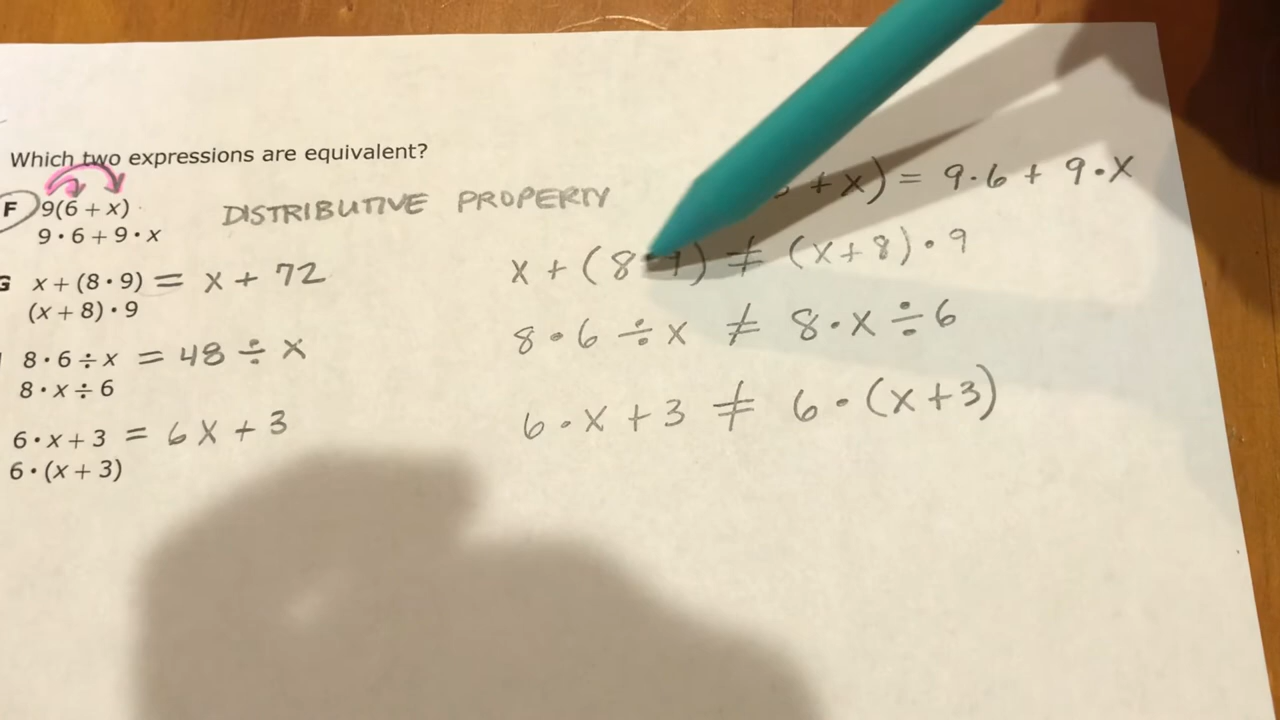 Which two expressions are equivalent?
F 9(6 + x)
9 • 6 + 9 • x
DISTRIBUTIVE PROPERTY
G x + (8 • 9) = x + 72
(x + 8) • 9
8 • 6 ÷ x = 48 ÷ x
8 • x ÷ 6
6 • x + 3 = 6x + 3
6 • (x + 3)
+ x) = 9 • 6 + 9 • x
x + (8 ) ≠ (x + 8) • 9
8 • 6 ÷ x ≠ 8 • x ÷ 6
6 • x + 3 ≠ 6 • (x + 3)